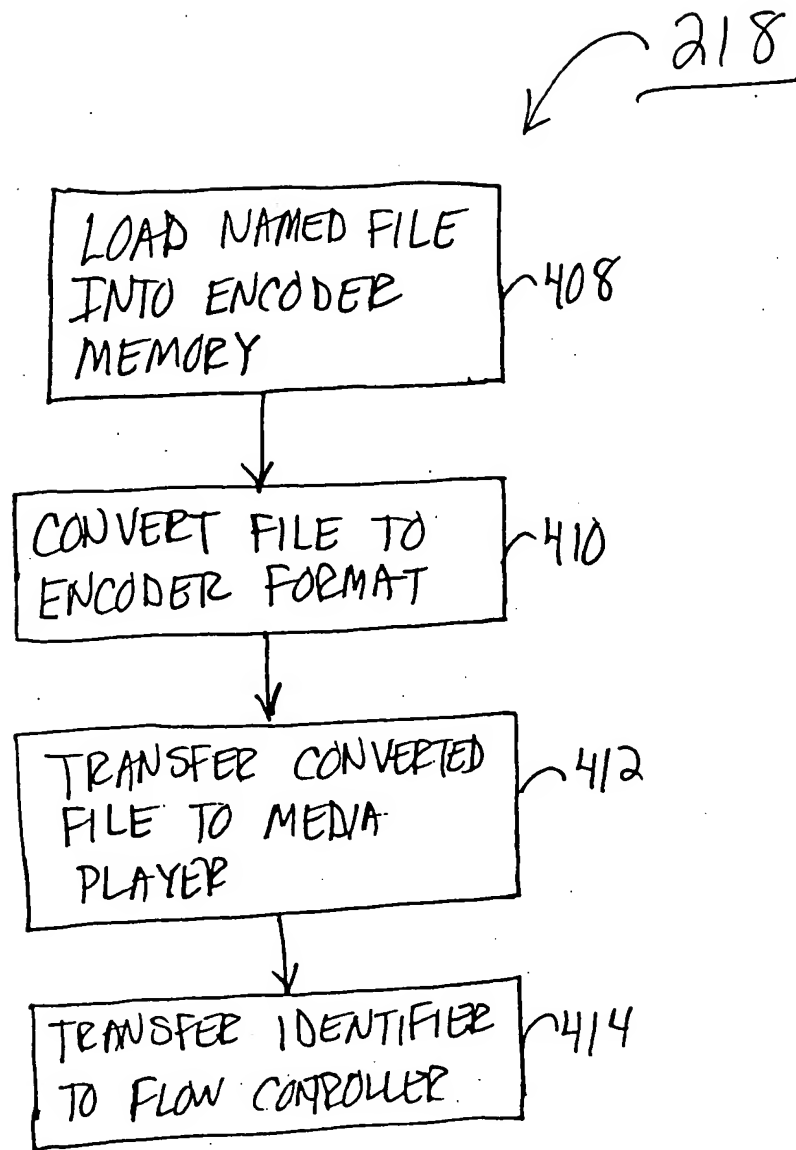 218
LOAD NAMED FILE
INTO ENCODER
MEMORY
408
CONVERT FILE TO
ENCODER FORMAT
410
TRANSFER CONVERTED
FILE TO MEDIA
PLAYER
412
TRANSFER IDENTIFIER
TO FLOW CONTROLLER
414